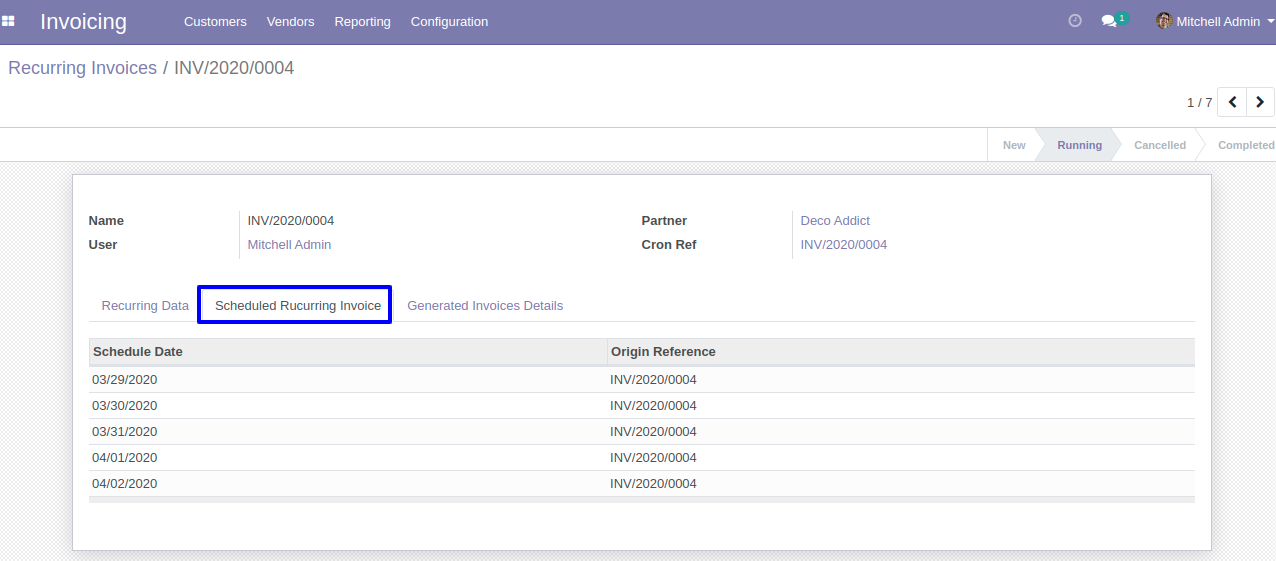 Invoicing Customers Vendors Reporting Configuration 1 Mitchell Admin
Recurring Invoices / INV/2020/0004
1 / 7
New Running Cancelled Completed
Name INV/2020/0004 Partner Deco Addict
User Mitchell Admin Cron Ref INV/2020/0004
Recurring Data Scheduled Rucurring Invoice Generated Invoices Details
Schedule Date Origin Reference
03/29/2020 INV/2020/0004
03/30/2020 INV/2020/0004
03/31/2020 INV/2020/0004
04/01/2020 INV/2020/0004
04/02/2020 INV/2020/0004